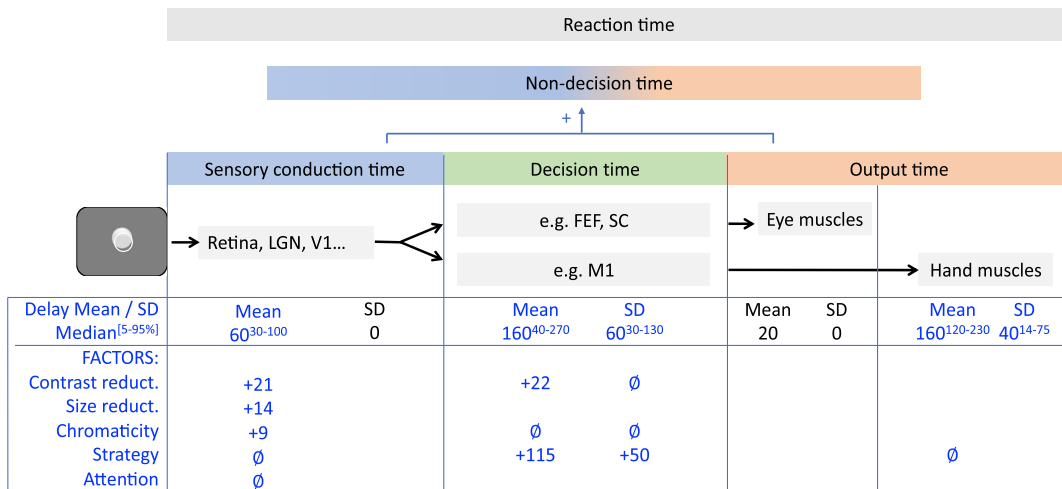 Reaction time
Non-decision time
+
Sensory conduction time Decision time Output time
e.g. FEF, SC Eye muscles
Retina, LGN, V1...
e.g. M1 Hand muscles
Delay Mean / SD Mean SD Mean SD Mean SD Mean SD
Median[5-95%] 60 30-100 0 160 40-270 60 30-130 20 0 160 120-230 40 14-75
FACTORS:
Contrast reduct. +21 +22 ∅
Size reduct. +14
Chromaticity +9 ∅ ∅
Strategy ∅ +115 +50 ∅
Attention ∅